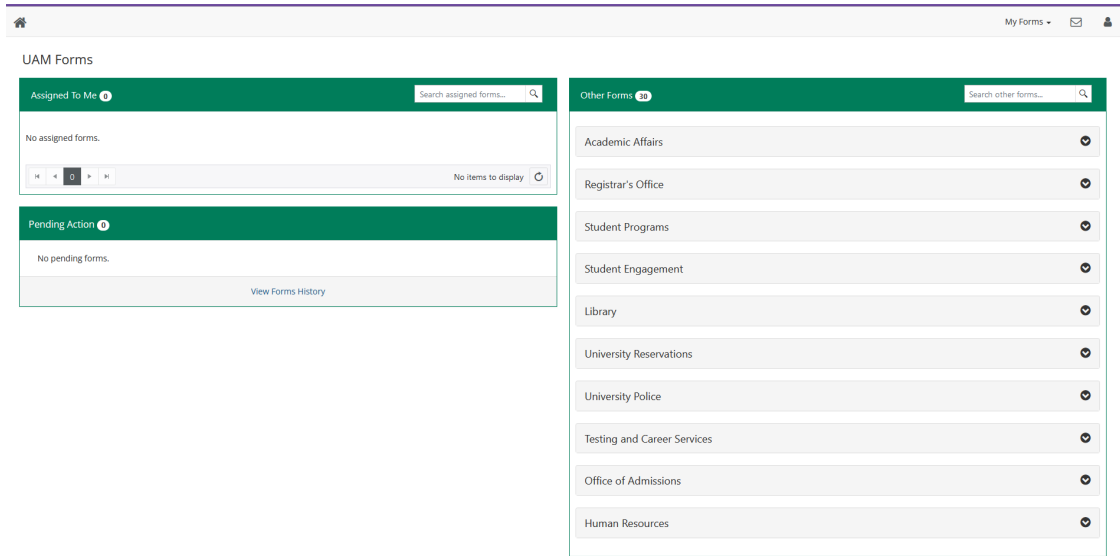 My Forms
UAM Forms
Assigned To Me 0
Search assigned forms...
No assigned forms.
0
No items to display
Pending Action 0
No pending forms.
View Forms History
Other Forms 30
Search other forms...
Academic Affairs
Registrar's Office
Student Programs
Student Engagement
Library
University Reservations
University Police
Testing and Career Services
Office of Admissions
Human Resources